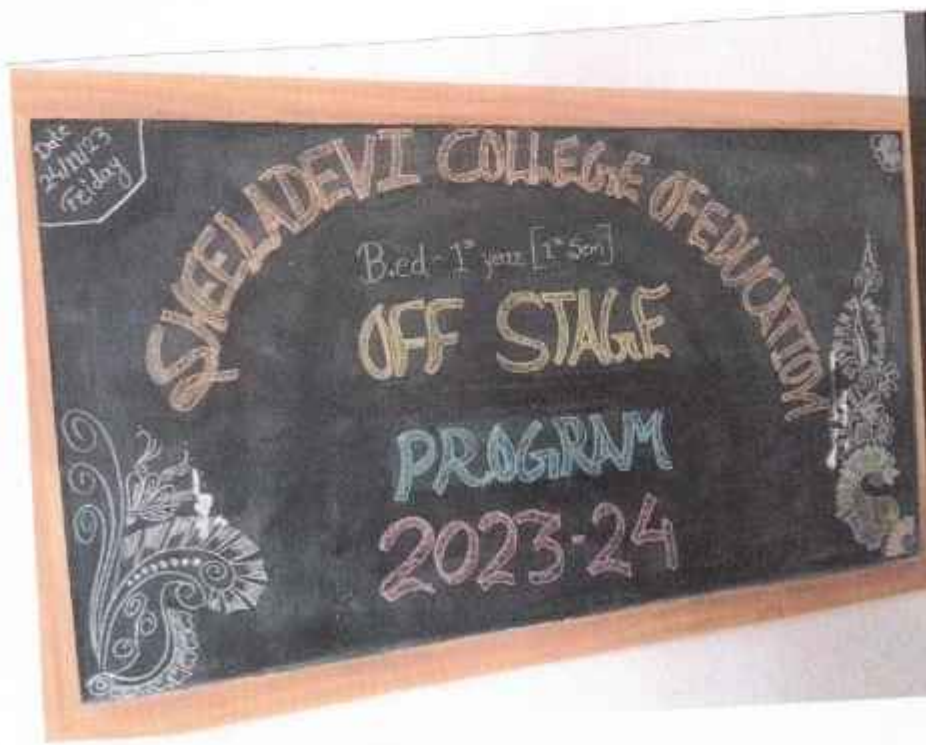 Date
24/11/23
Friday
SHEELADEVI COLLEGE OF EDUCATION
B.ed - 1st year [1st Sem]
OFF STAGE
PROGRAM
2023-24